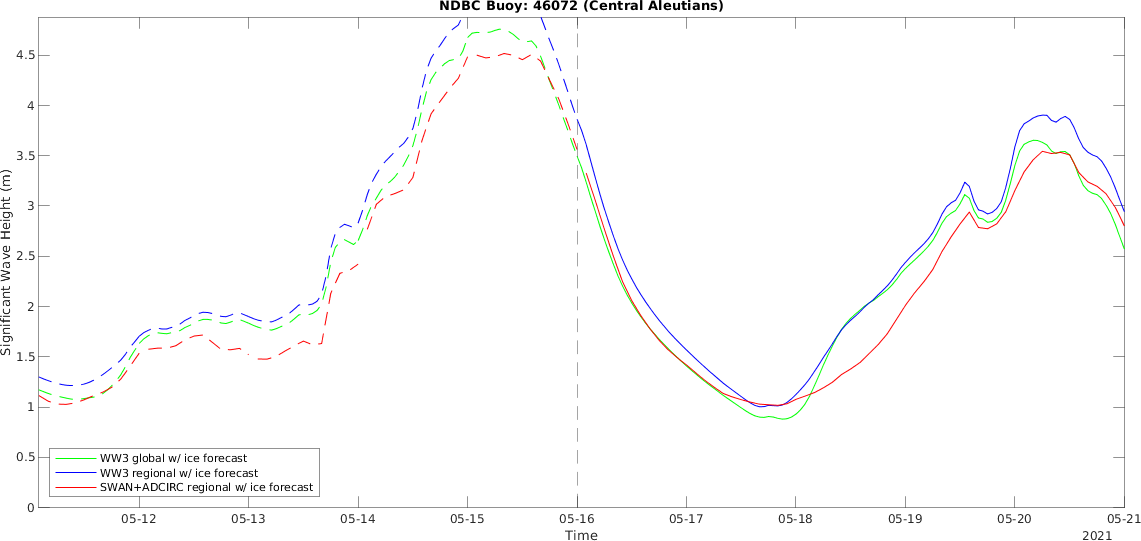 NDBC Buoy: 46072 (Central Aleutians)
4.5
4
3.5
3
2.5
2
1.5
1
0.5
0
Significant Wave Height (m)
WW3 global w/ ice forecast
WW3 regional w/ ice forecast
SWAN+ADCIRC regional w/ ice forecast
05-12 05-13 05-14 05-15 05-16 05-17 05-18 05-19 05-20 05-21
Time
2021